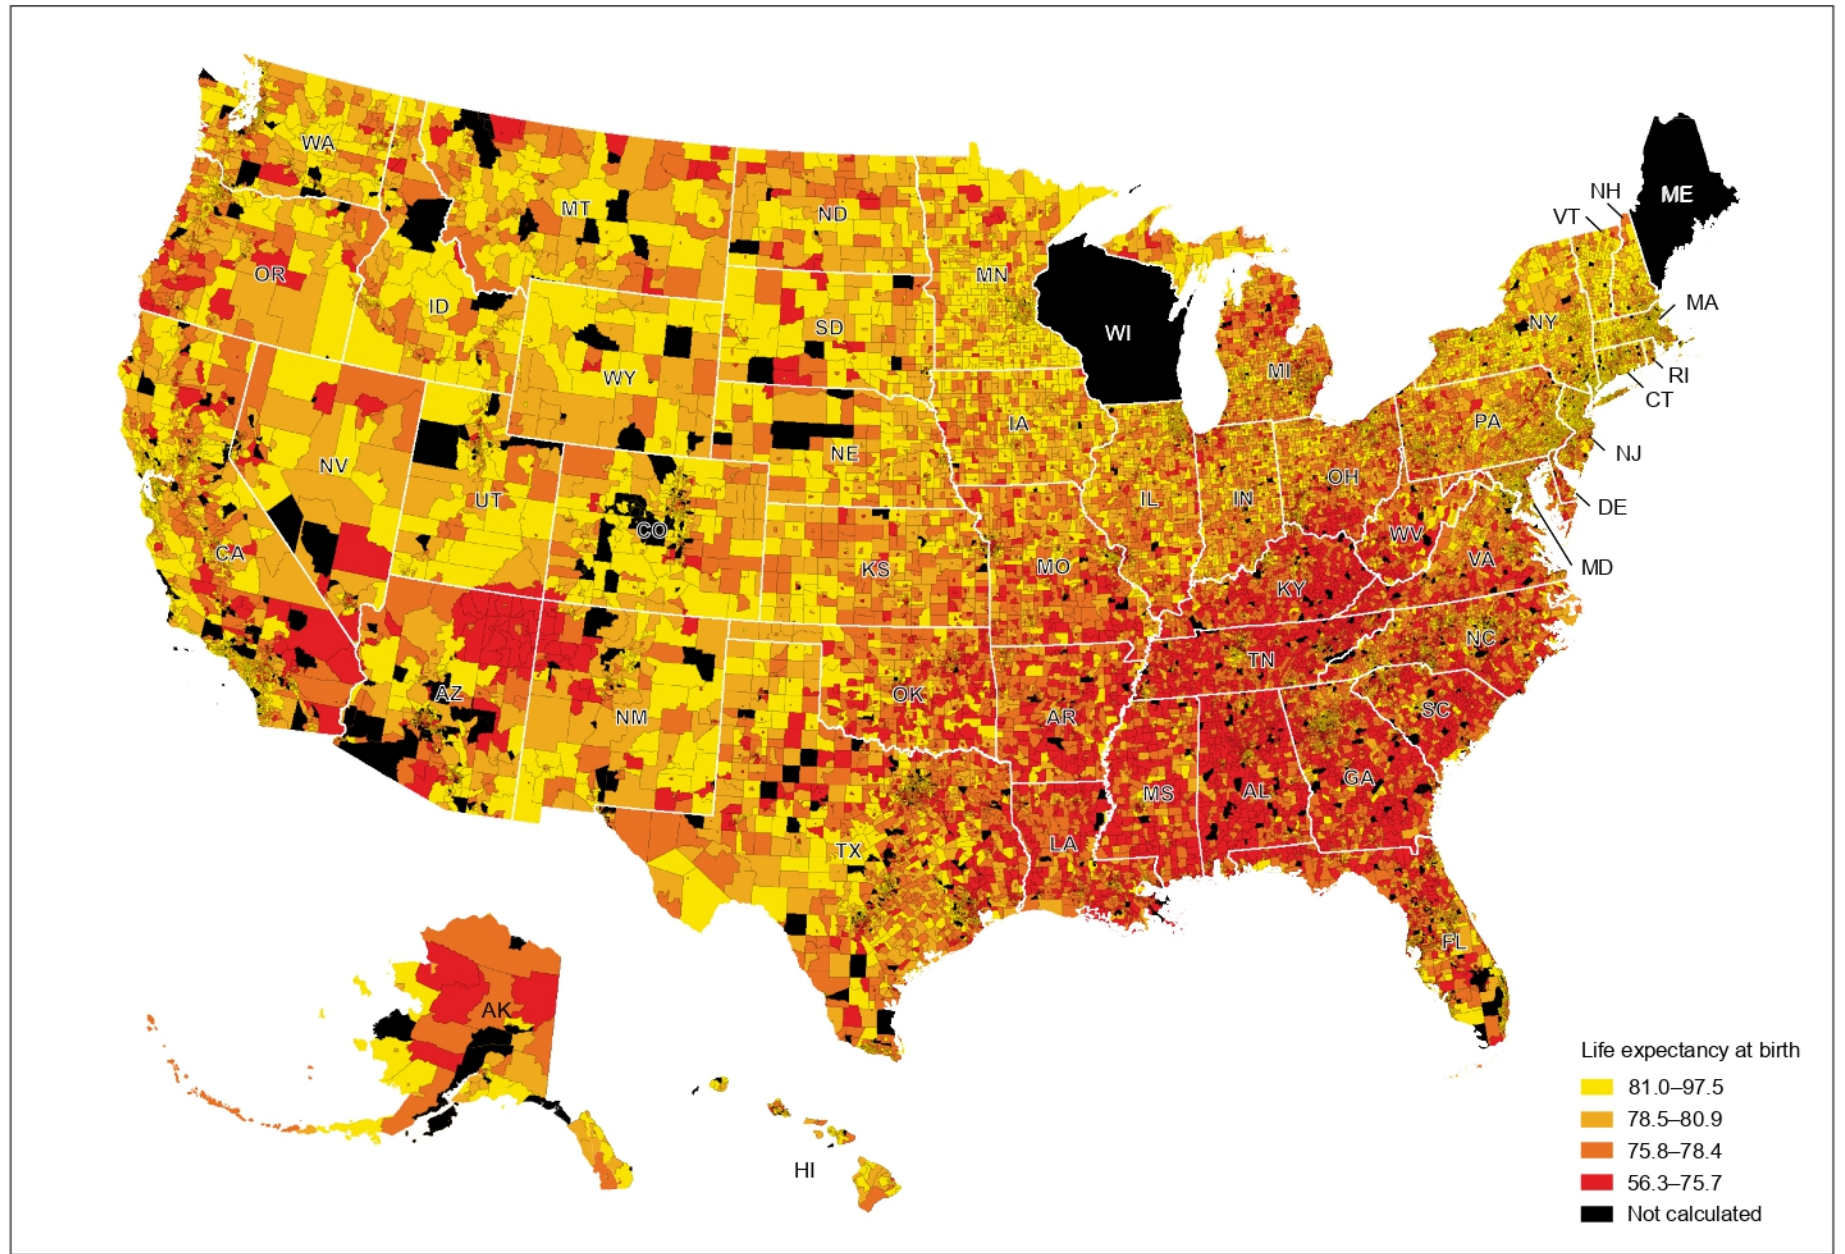 WA
MT
ND
MN
OR
ID
SD
WI
WY
MI
NY
VT
NH
ME
MA
RI
CT
IA
PA
NJ
NV
NE
OH
UT
CO
IL
IN
DE
CA
KS
MO
WV
VA
MD
KY
AZ
NM
OK
TN
NC
AR
SC
TX
MS
AL
GA
LA
FL
AK
HI
Life expectancy at birth
81.0–97.5
78.5–80.9
75.8–78.4
56.3–75.7
Not calculated